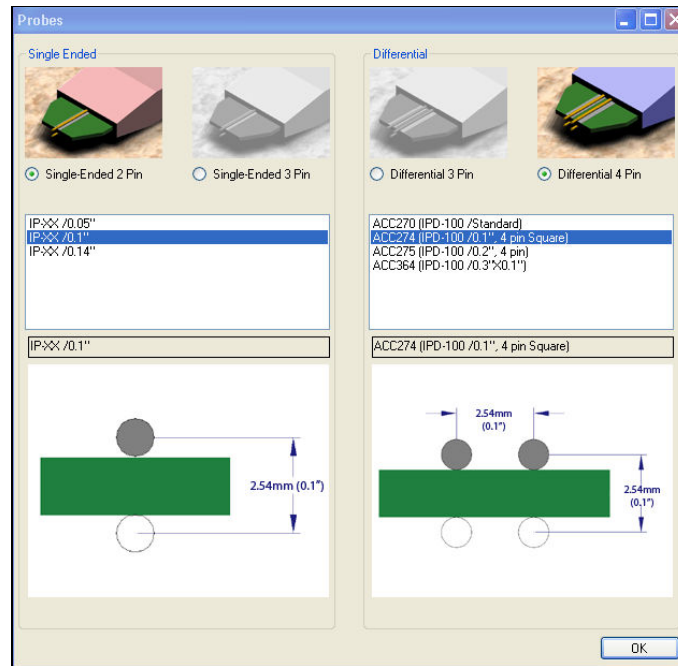 Probes
Single Ended
Single-Ended 2 Pin
Single-Ended 3 Pin
IP-XX /0.05"
IP-XX /0.1"
IP-XX /0.14"
IP-XX /0.1"
2.54mm (0.1")
Differential
Differential 3 Pin
Differential 4 Pin
ACC270 (IPD-100 /Standard)
ACC274 (IPD-100 /0.1", 4 pin Square)
ACC275 (IPD-100 /0.2", 4 pin)
ACC364 (IPD-100 /0.3"X0.1")
ACC274 (IPD-100 /0.1", 4 pin Square)
2.54mm
(0.1")
2.54mm
(0.1")
OK